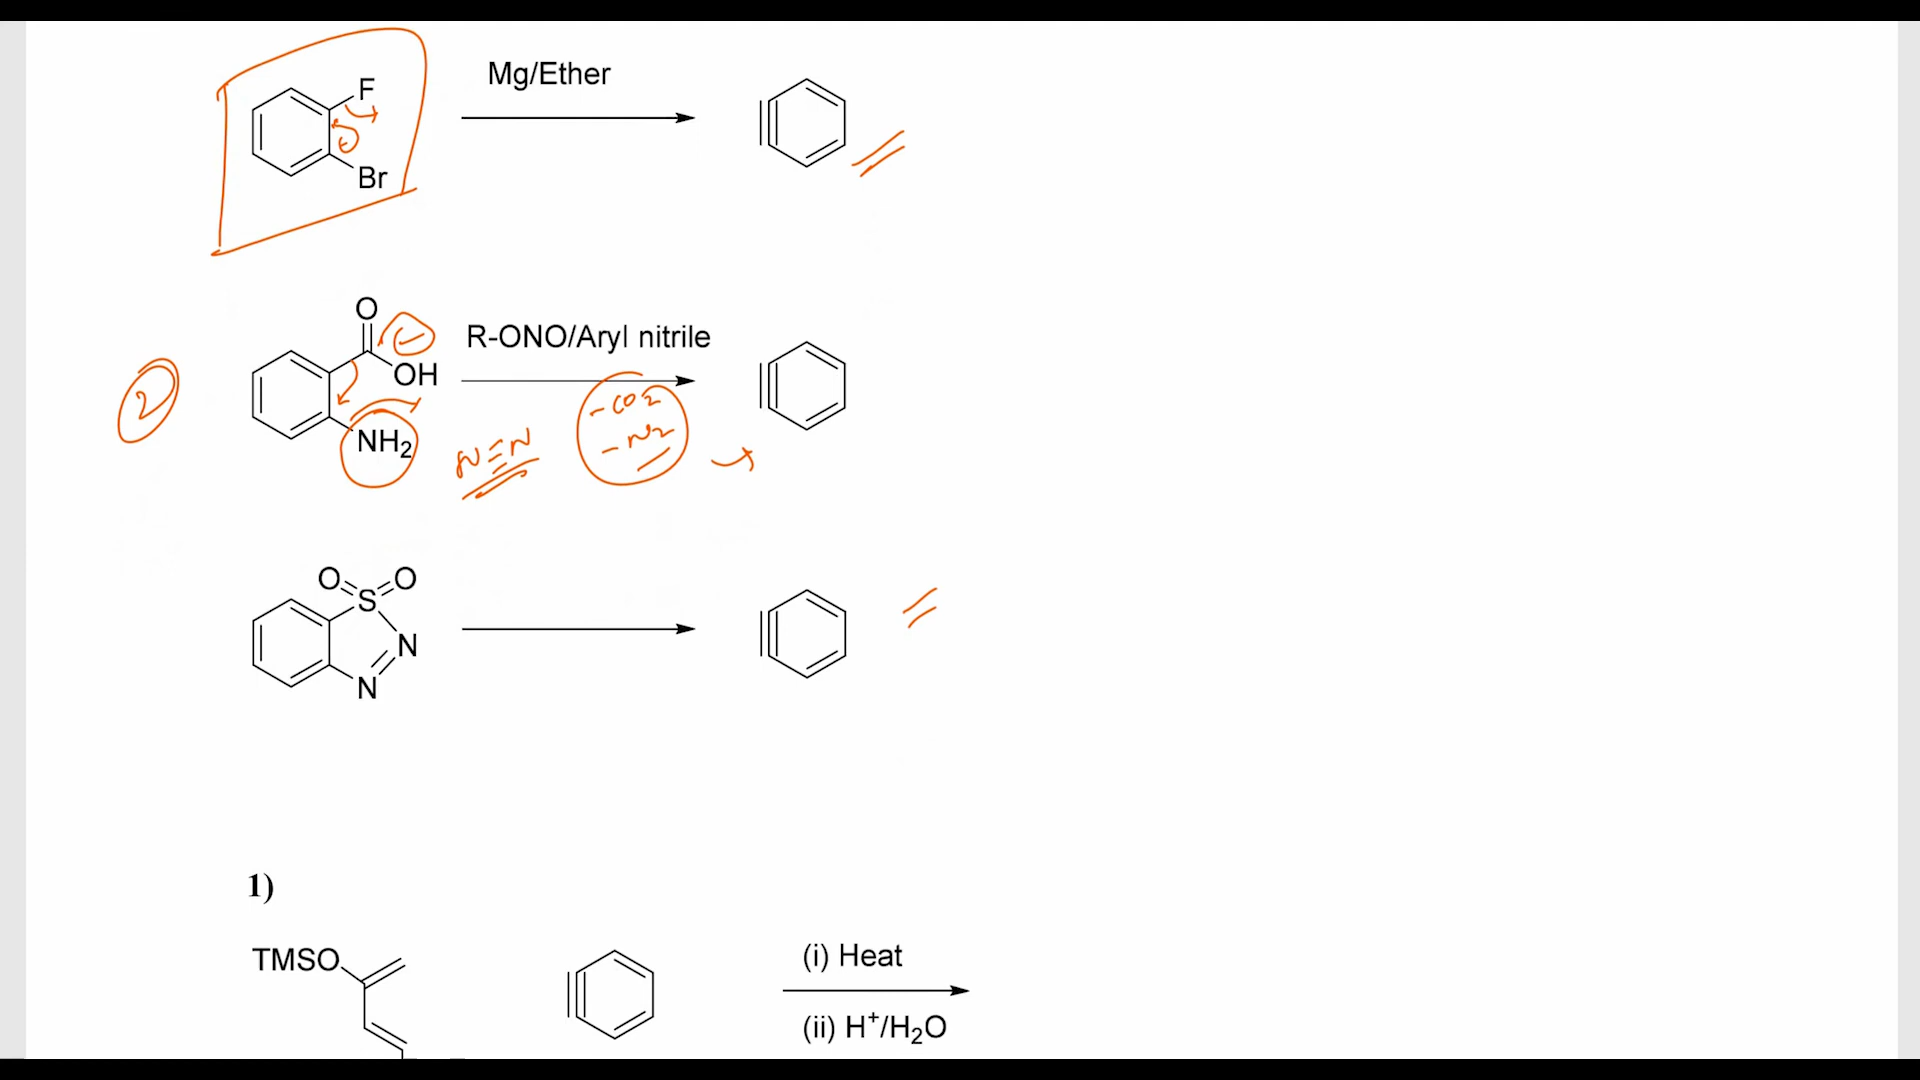 F
Mg/Ether
Br
O
R-ONO/Aryl nitrile
OH
2
-CO2
NH2
N≡N
-N2
O O
S
N
N
1)
TMSO
(i) Heat
(ii) H⁺/H₂O